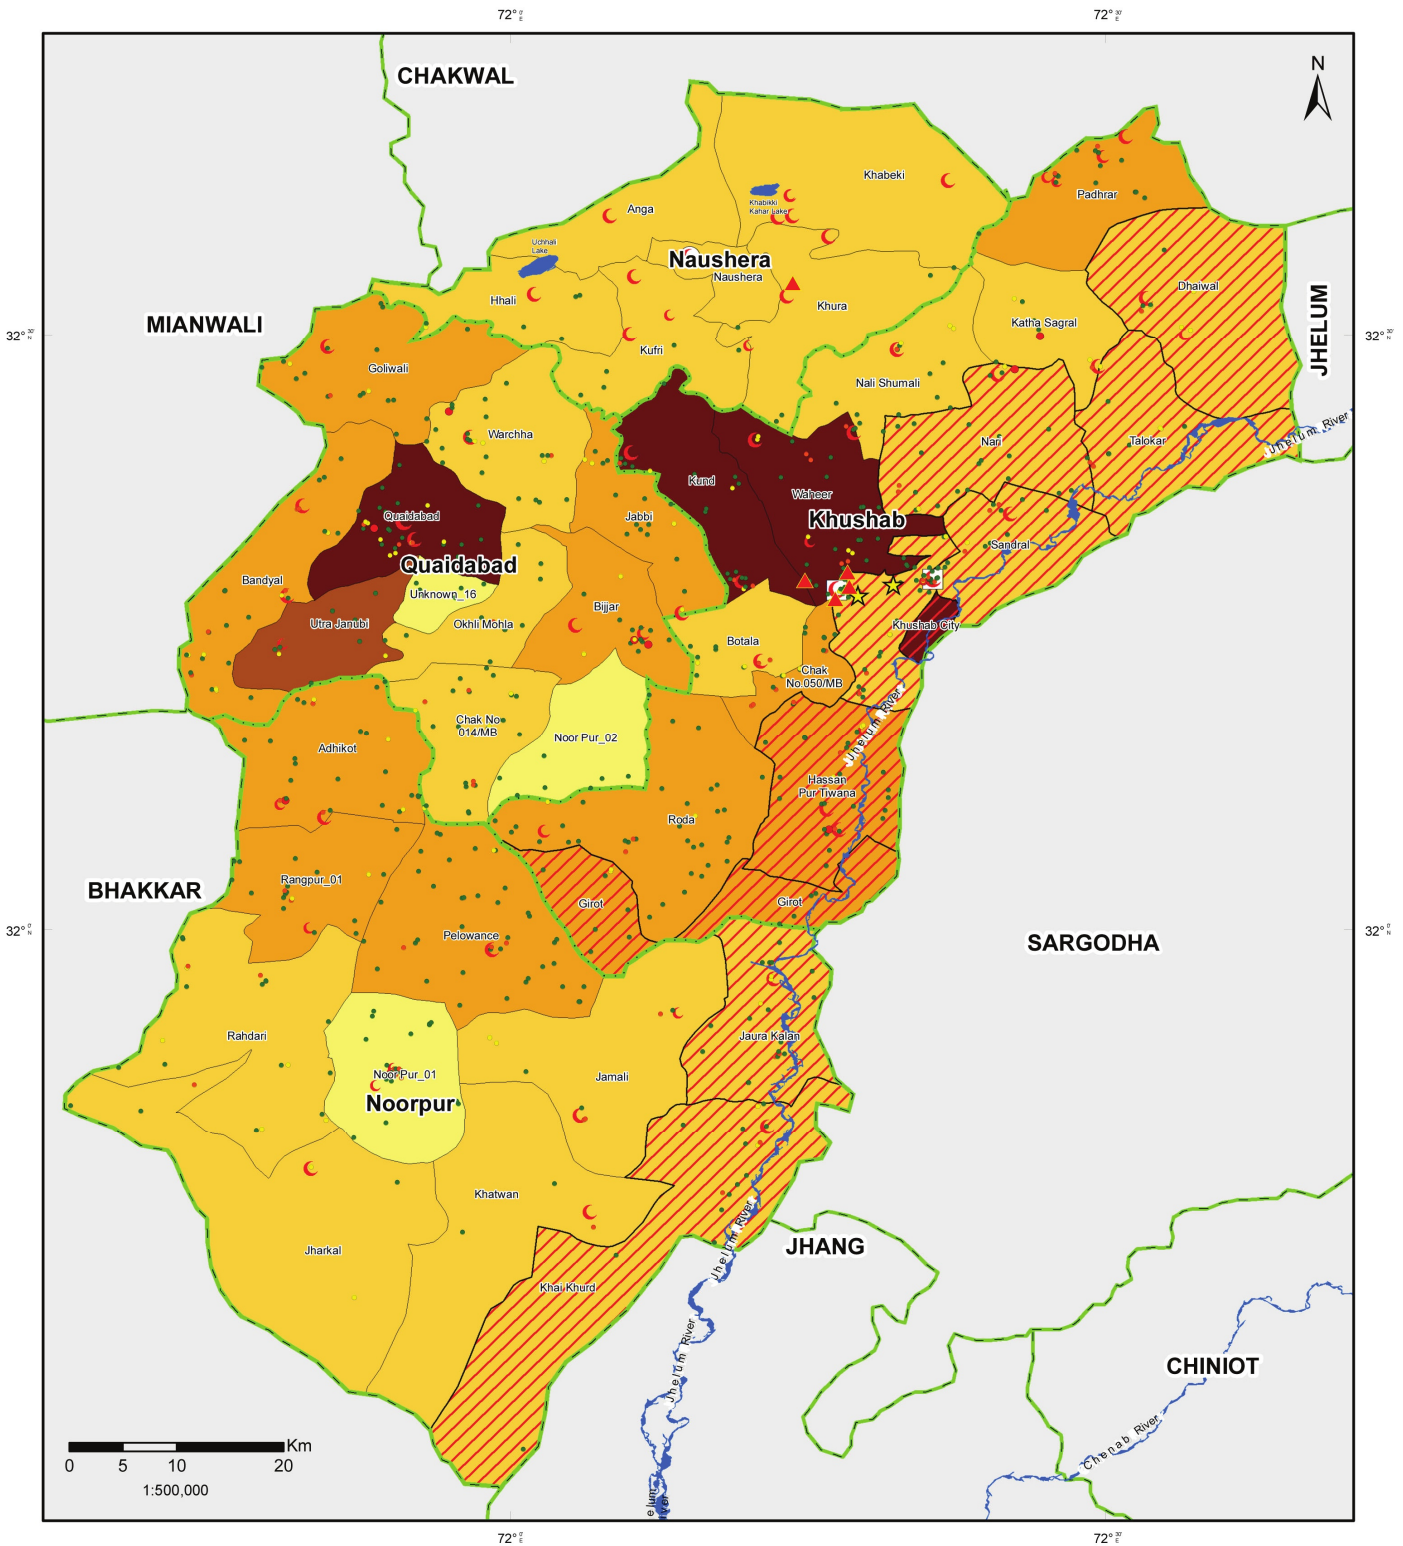 72° 0' E
72° 30' E
N
CHAKWAL
Khabeki
Padhrar
Khabikki
Kahar Lake
Anga
Uchhali
Lake
Naushera
Naushera
Dhaiwal
Hhali
Khura
MIANWALI
JHELUM
32° 30' N
32° 30' N
Katha Sagral
Kufri
Goliwali
Nali Shumali
Jhelum River
Warchha
Nari
Talokar
Kund
Waheer
Quaidabad
Jabbi
Khushab
Sandral
Quaidabad
Bandyal
Unknown_16
Bijjar
Utra Janubi
Okhli Mohla
Khushab City
Botala
Chak
No.050/MB
Jhelum River
Chak No
014/MB
Noor Pur_02
Adhikot
Hassan
Pur Tiwana
Roda
Rangpur_01
BHAKKAR
Girot
Girot
32° 0' N
32° 0' N
Pelowance
SARGODHA
Rahdari
Jaura Kalan
Noor Pur_01
Jamali
Noorpur
Khatwan
Jhelum River
Jharkal
JHANG
Khai Khurd
Jhelum River
CHINIOT
Chenab River
Km
0 5 10 20
1:500,000
elum
iver
72° 0' E
72° 30' E